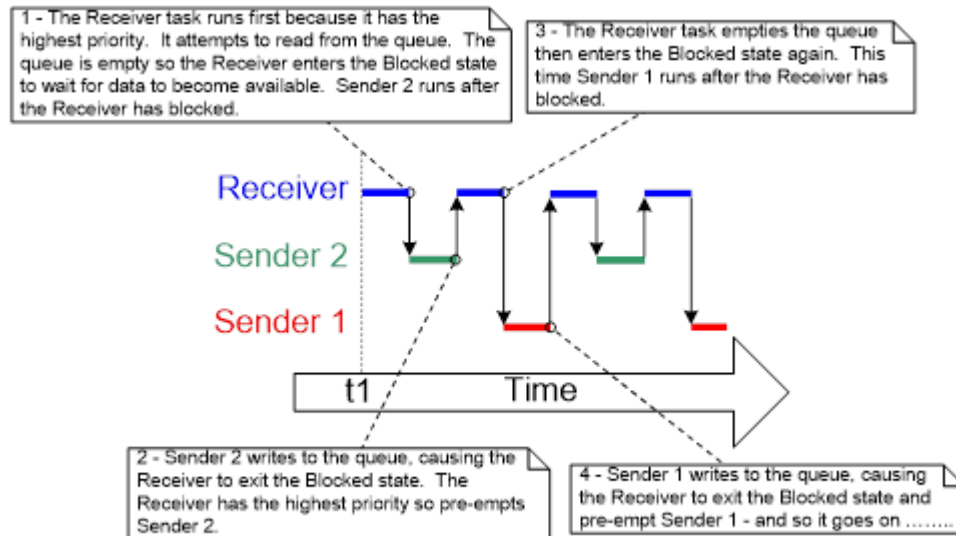 1 - The Receiver task runs first because it has the
highest priority. It attempts to read from the queue. The
queue is empty so the Receiver enters the Blocked state
to wait for data to become available. Sender 2 runs after
the Receiver has blocked.
3 - The Receiver task empties the queue
then enters the Blocked state again. This
time Sender 1 runs after the Receiver has
blocked.
Receiver
Sender 2
Sender 1
t1
Time
2 - Sender 2 writes to the queue, causing the
Receiver to exit the Blocked state. The
Receiver has the highest priority so pre-empts
Sender 2.
4 - Sender 1 writes to the queue, causing
the Receiver to exit the Blocked state and
pre-empt Sender 1 - and so it goes on ........